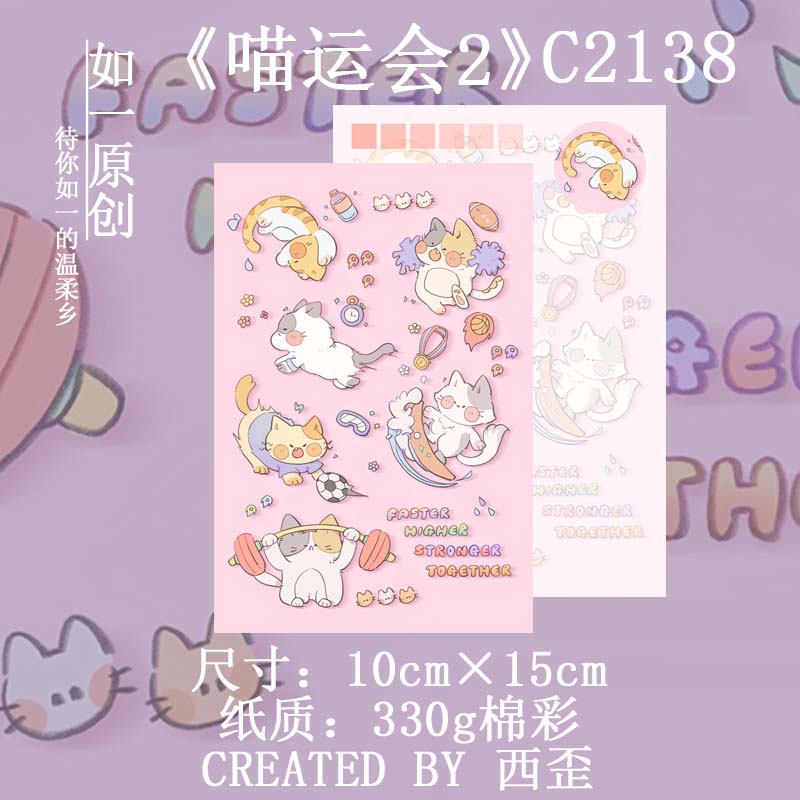 《喵运会2》C2138
如一原创
待你如一的温柔乡
FASTER
HIGHER
STRONGER
TOGETHER
FASTER
HIGHER
STRONGER
TOGETHER
尺寸：10cm×15cm
纸质：330g棉彩
CREATED BY 西歪